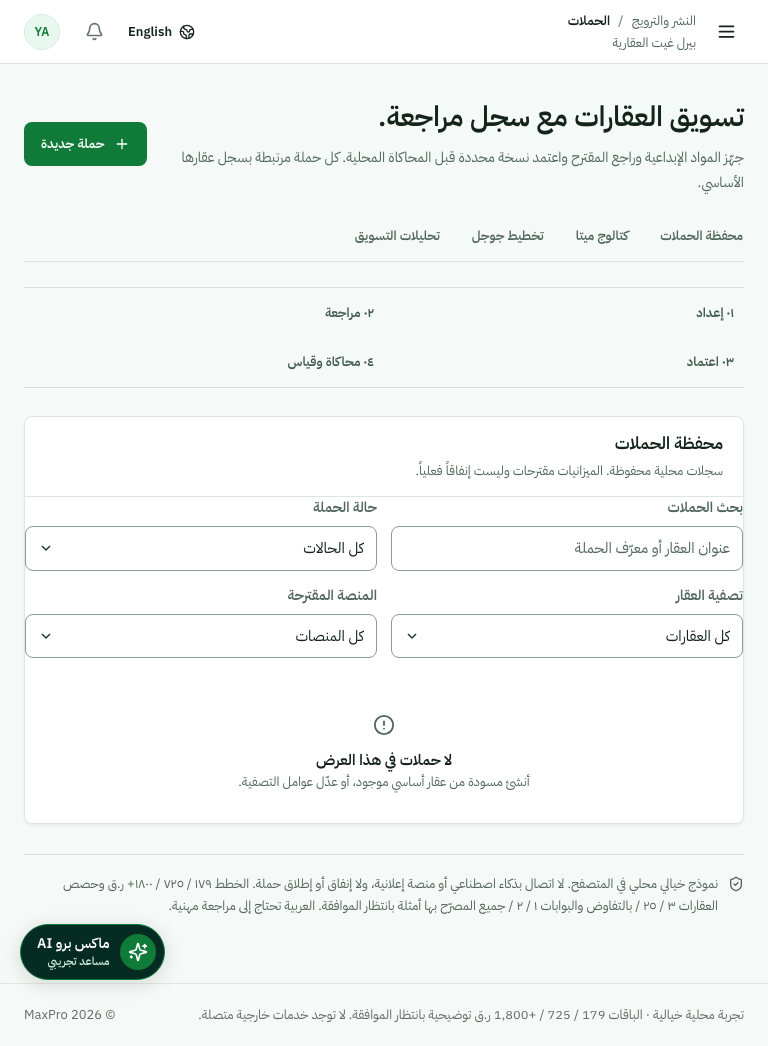 النشر والترويج / الحملات
بيرل غيت العقارية
English
YA
تسويق العقارات مع سجل مراجعة.
جهّز المواد الإبداعية وراجع المقترح واعتمد نسخة محددة قبل المحاكاة المحلية. كل حملة مرتبطة بسجل عقارها
الأساسي.
حملة جديدة
محفظة الحملات
كتالوج ميتا
تخطيط جوجل
تحليلات التسويق
٠١ إعداد
٠٢ مراجعة
٠٣ اعتماد
٠٤ محاكاة وقياس
محفظة الحملات
سجلات محلية محفوظة. الميزانيات مقترحات وليست إنفاقاً فعلياً.
بحث الحملات
حالة الحملة
عنوان العقار أو معرّف الحملة
كل الحالات
تصفية العقار
المنصة المقترحة
كل العقارات
كل المنصات
لا حملات في هذا العرض
أنشئ مسودة من عقار أساسي موجود، أو عدّل عوامل التصفية.
نموذج خيالي محلي في المتصفح. لا اتصال بذكاء اصطناعي أو منصة إعلانية، ولا إنفاق أو إطلاق حملة. الخطط ١٧٩ / ٧٢٥ / ١٨٠٠+ ر.ق وحصص
العقارات ٣ / ٢٥ / بالتفاوض والبوابات ١ / ٢ / جميع المصرّح بها أمثلة بانتظار الموافقة. العربية تحتاج إلى مراجعة مهنية.
ماكس برو AI
مساعد تجريبي
تجربة محلية خيالية · الباقات 179 / 725 / +1,800 ر.ق توضيحية بانتظار الموافقة. لا توجد خدمات خارجية متصلة.
MaxPro 2026 ©